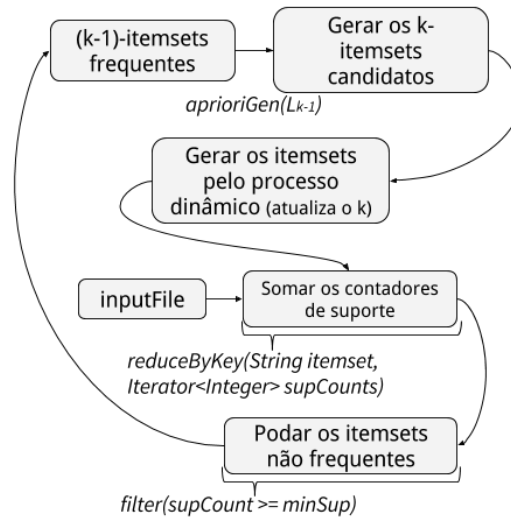 (k-1)-itemsets
frequentes
Gerar os k-
itemsets
candidatos
aprioriGen(Lk-1)
Gerar os itemsets
pelo processo
dinâmico (atualiza o k)
inputFile
Somar os contadores
de suporte
reduceByKey(String itemset,
Iterator<Integer> supCounts)
Podar os itemsets
não frequentes
filter(supCount >= minSup)